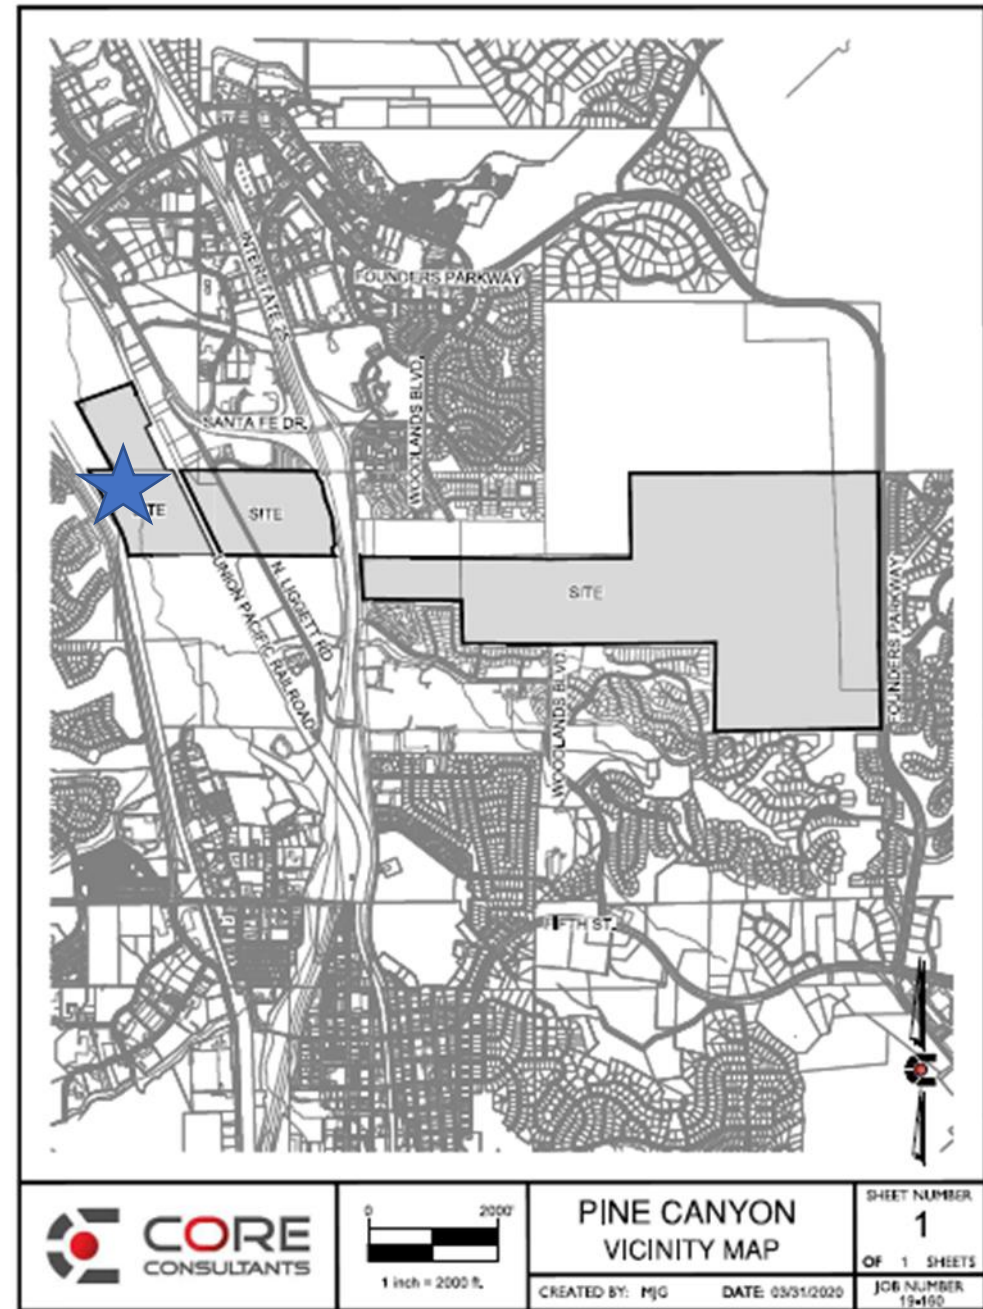 INTERSTATE 25
FOUNDERS PARKWAY
WOODLANDS BLVD.
SANTA FE DR.
SITE
SITE
UNION PACIFIC RAILROAD
N. LIGGETT RD
SITE
FOUNDERS PARKWAY
WOODLANDS BLVD.
FIFTH ST.
CORE
CONSULTANTS
0 2000'
1 inch = 2000 ft.
PINE CANYON
VICINITY MAP
CREATED BY: MJG DATE: 03/31/2020
SHEET NUMBER
1
OF 1 SHEETS
JOB NUMBER
19-160